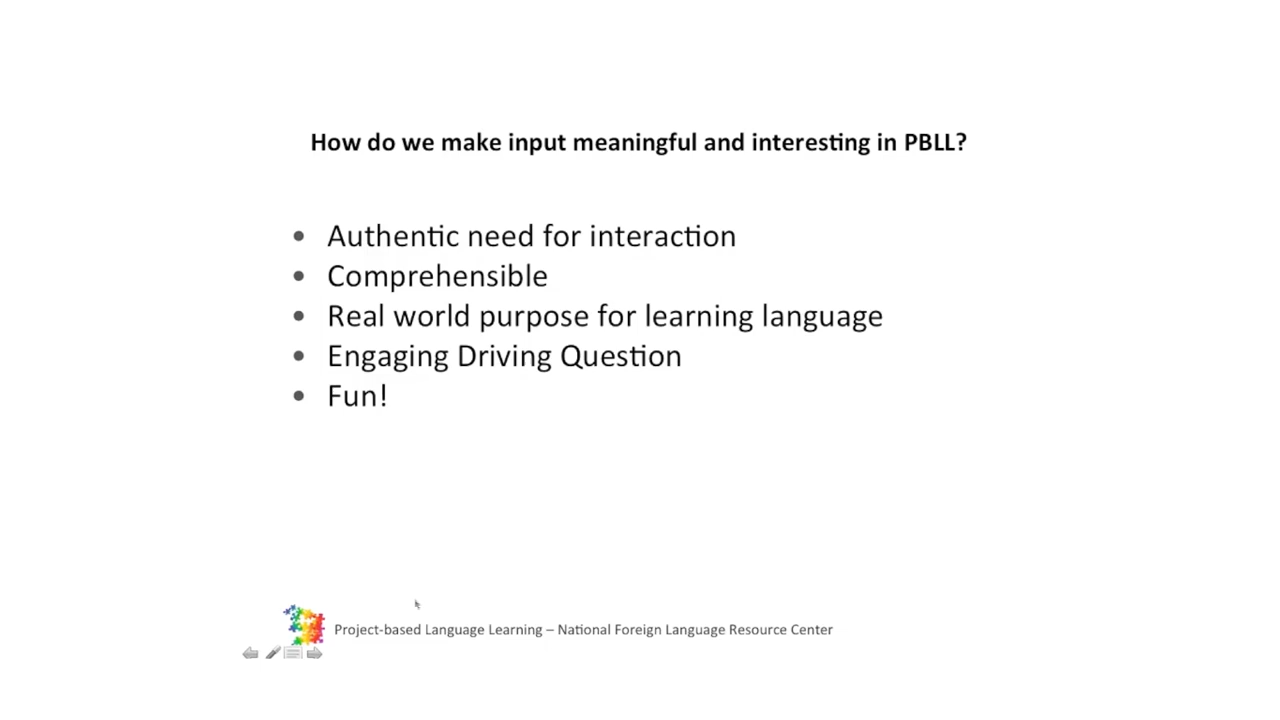 How do we make input meaningful and interesting in PBLL?
• Authentic need for interaction
• Comprehensible
• Real world purpose for learning language
• Engaging Driving Question
• Fun!
Project-based Language Learning – National Foreign Language Resource Center